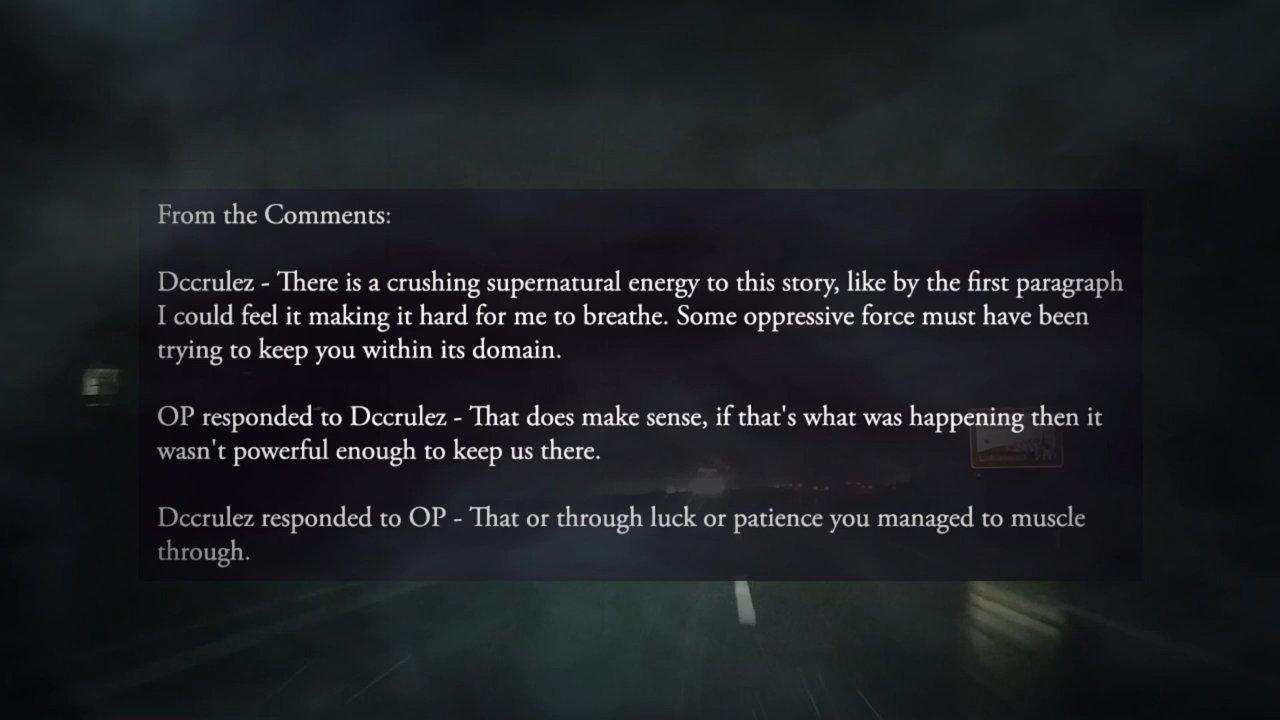 From the Comments:
Dccrulez - There is a crushing supernatural energy to this story, like by the first paragraph
I could feel it making it hard for me to breathe. Some oppressive force must have been
trying to keep you within its domain.
OP responded to Dccrulez - That does make sense, if that's what was happening then it
wasn't powerful enough to keep us there.
Dccrulez responded to OP - That or through luck or patience you managed to muscle
through.